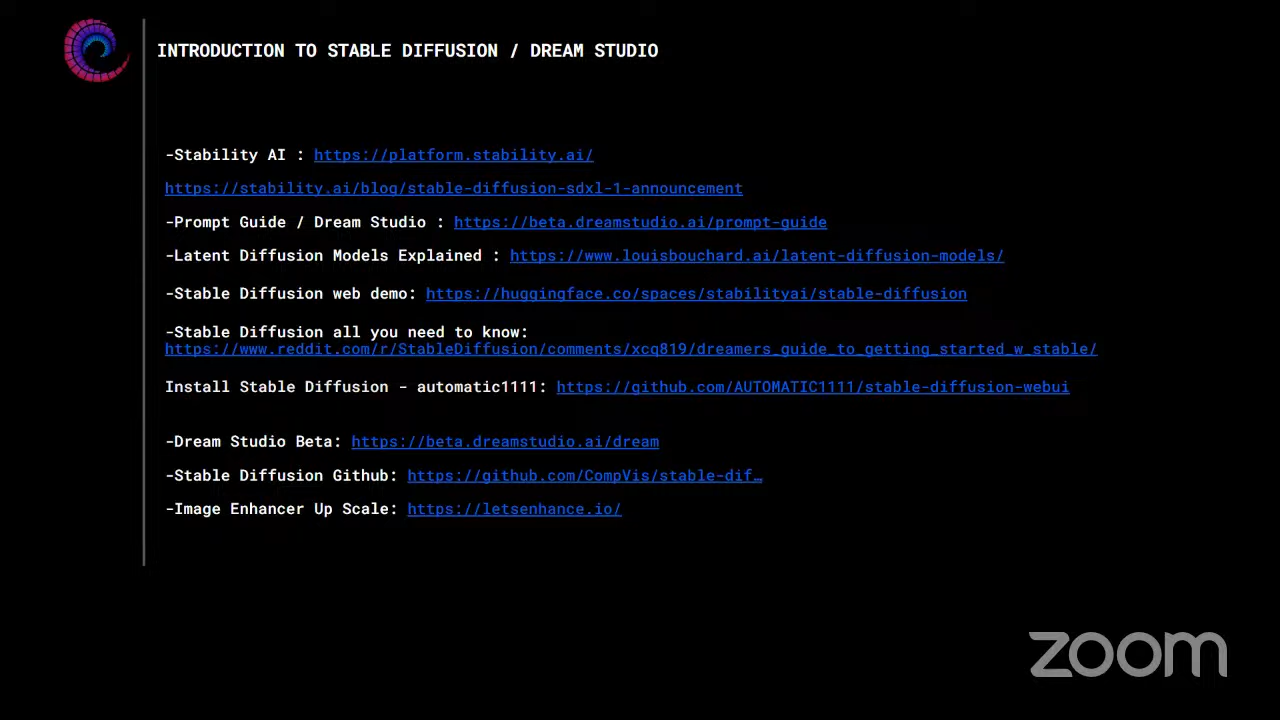 INTRODUCTION TO STABLE DIFFUSION / DREAM STUDIO
-Stability AI : https://platform.stability.ai/
https://stability.ai/blog/stable-diffusion-sdxl-1-announcement
-Prompt Guide / Dream Studio : https://beta.dreamstudio.ai/prompt-guide
-Latent Diffusion Models Explained : https://www.louisbouchard.ai/latent-diffusion-models/
-Stable Diffusion web demo: https://huggingface.co/spaces/stabilityai/stable-diffusion
-Stable Diffusion all you need to know:
https://www.reddit.com/r/StableDiffusion/comments/xcq819/dreamers_guide_to_getting_started_w_stable/
Install Stable Diffusion - automatic1111: https://github.com/AUTOMATIC1111/stable-diffusion-webui
-Dream Studio Beta: https://beta.dreamstudio.ai/dream
-Stable Diffusion Github: https://github.com/CompVis/stable-dif…
-Image Enhancer Up Scale: https://letsenhance.io/
zoom